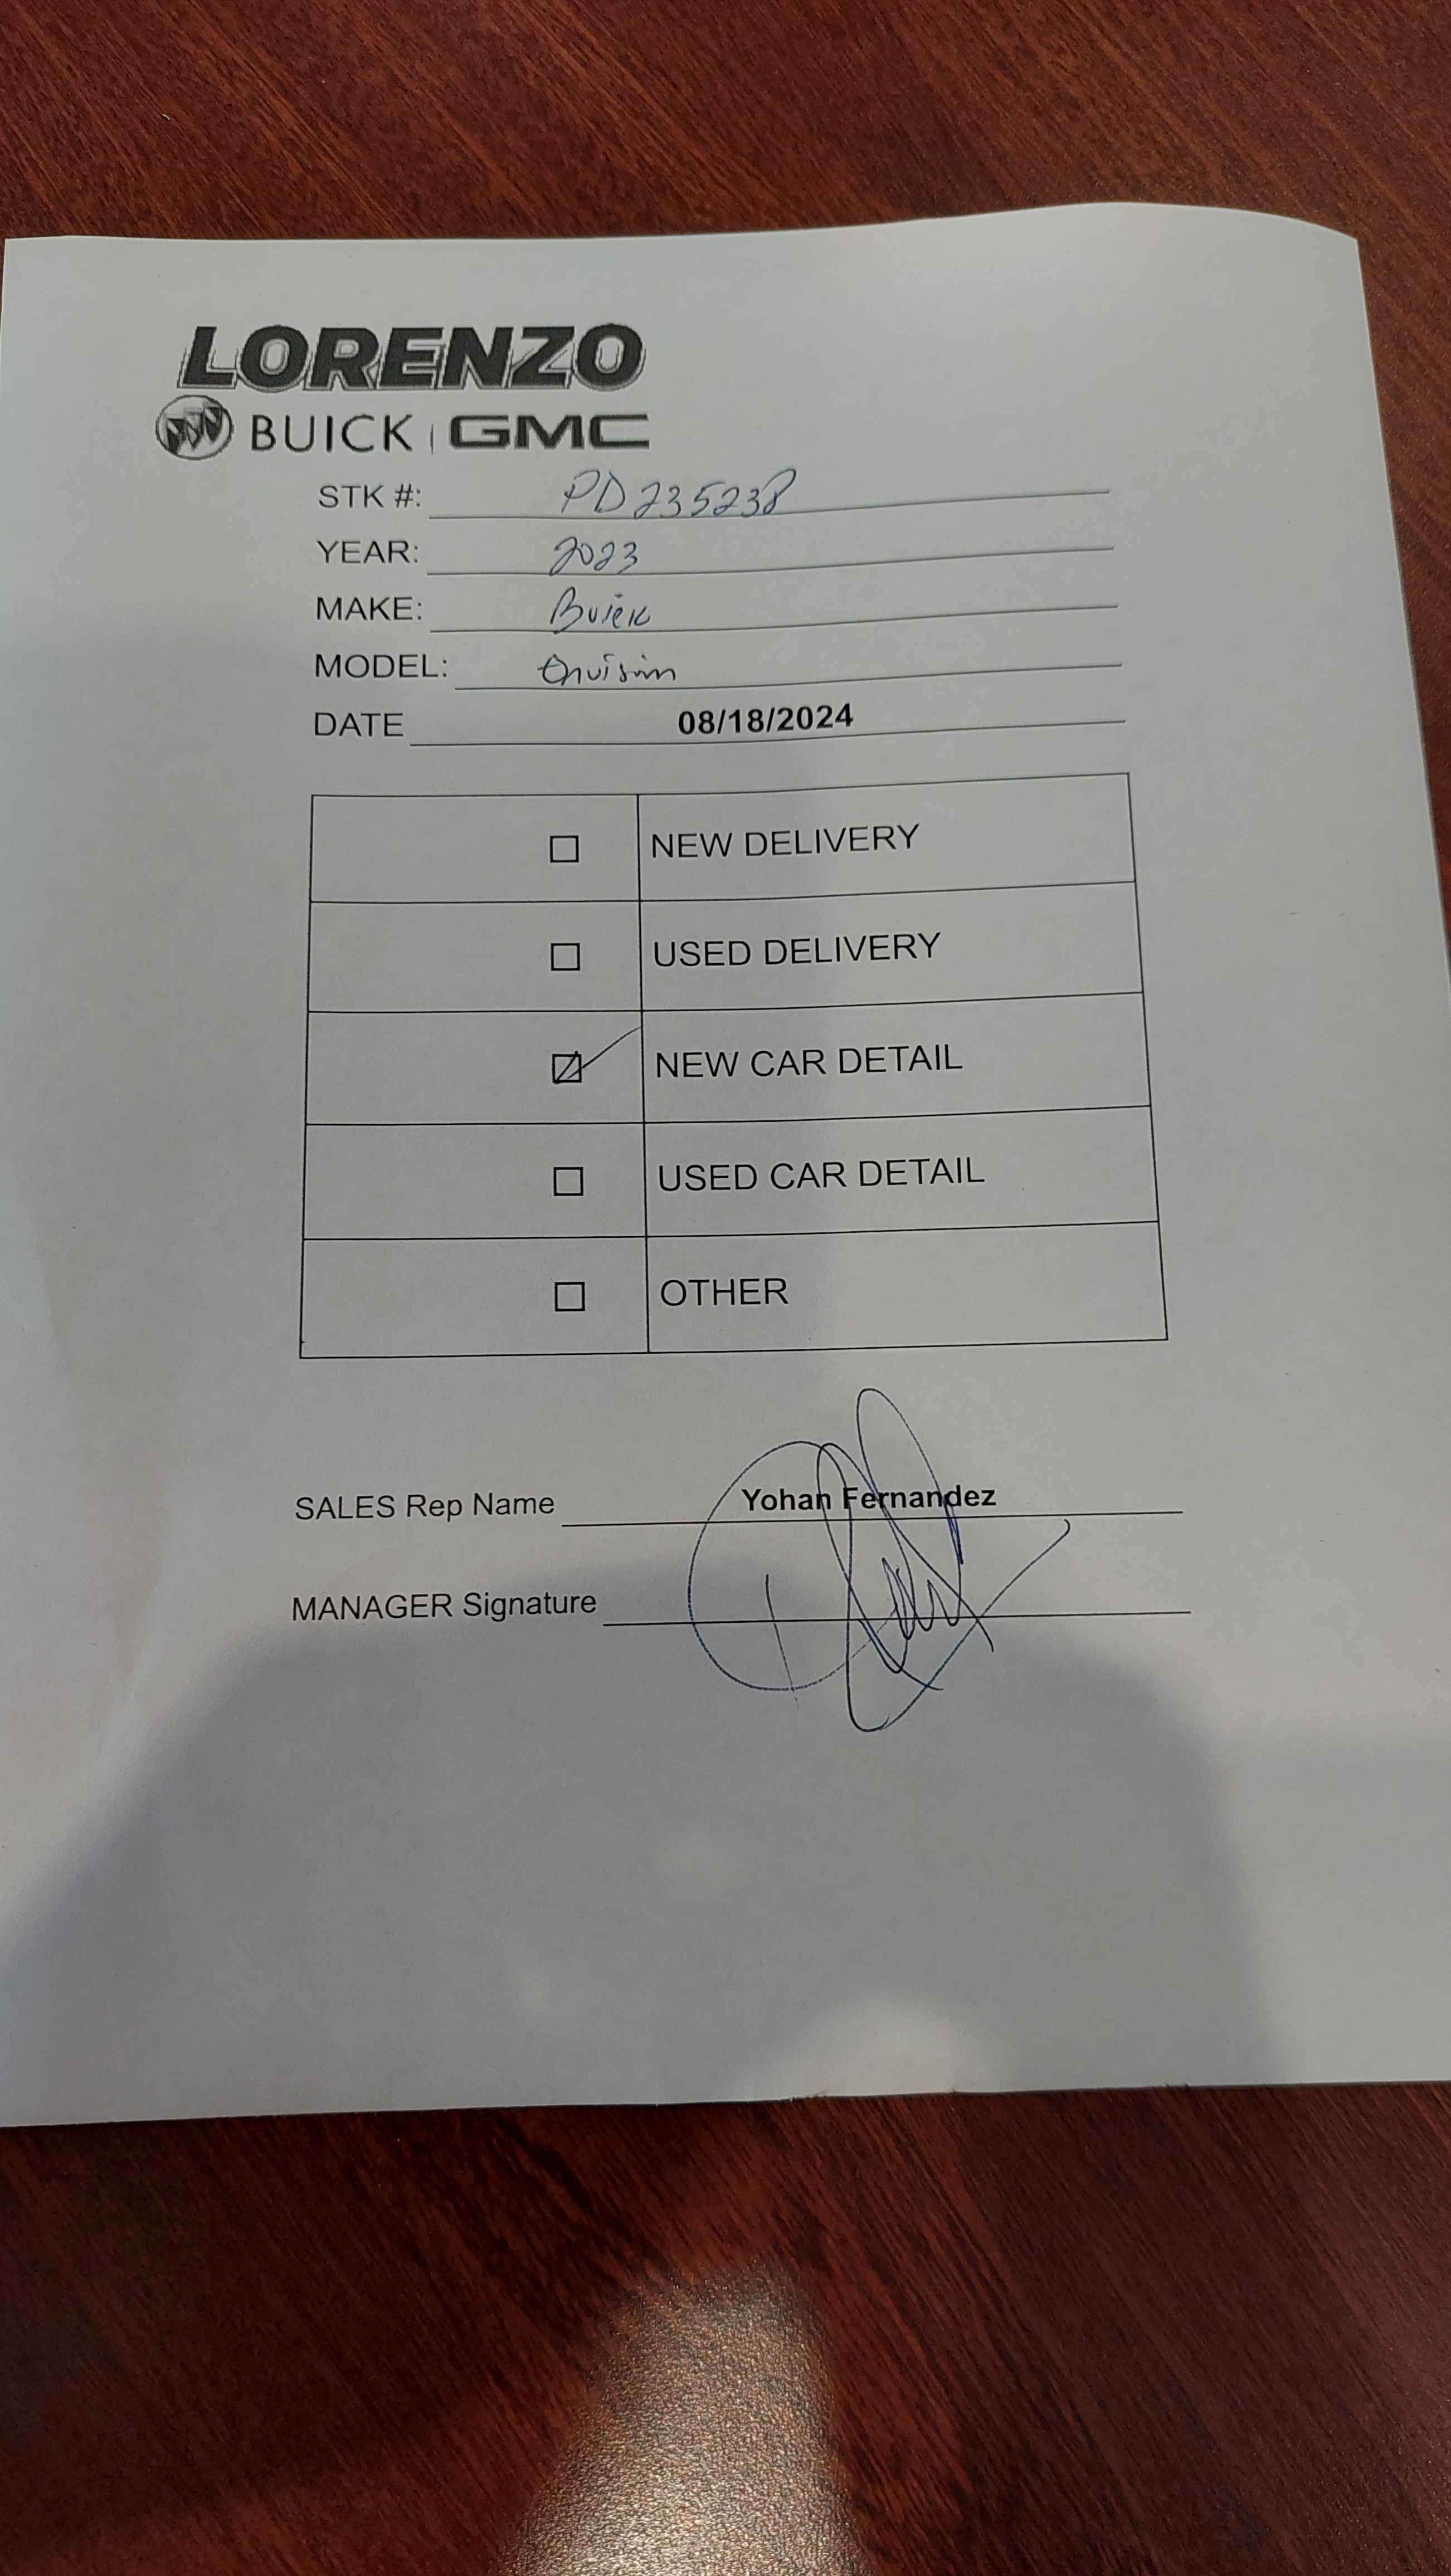 LORENZO
BUICK | GMC
STK #: PD235238
YEAR: 2023
MAKE: Buick
MODEL: Envision
DATE 08/18/2024
☐ NEW DELIVERY
☐ USED DELIVERY
☑ NEW CAR DETAIL
☐ USED CAR DETAIL
☐ OTHER
SALES Rep Name Yohan Fernandez
MANAGER Signature